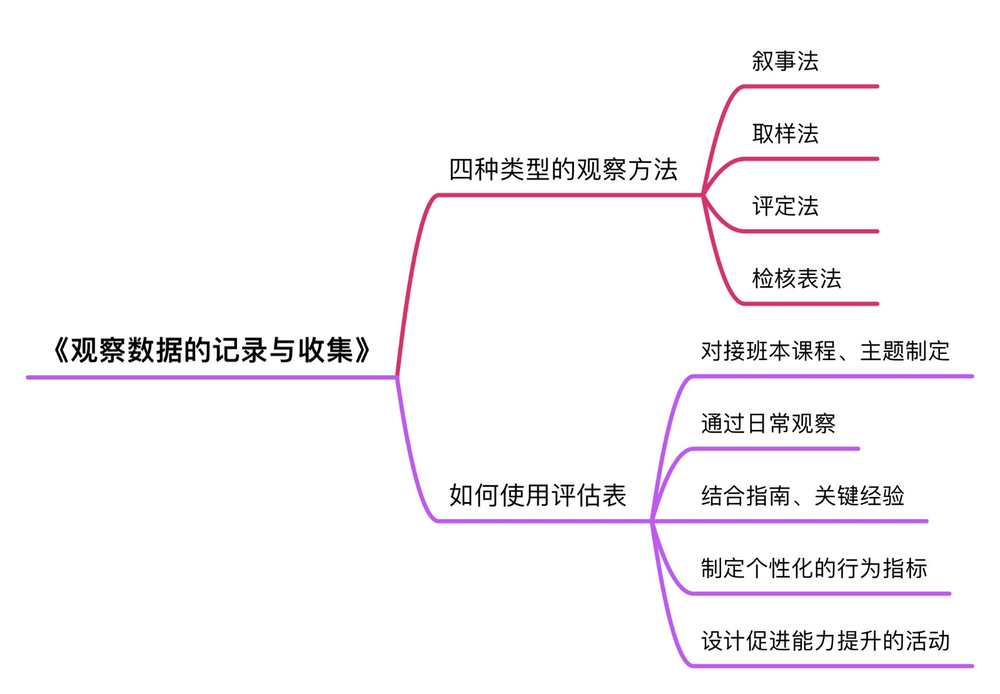 《观察数据的记录与收集》
四种类型的观察方法
叙事法
取样法
评定法
检核表法
如何使用评估表
对接班本课程、主题制定
通过日常观察
结合指南、关键经验
制定个性化的行为指标
设计促进能力提升的活动